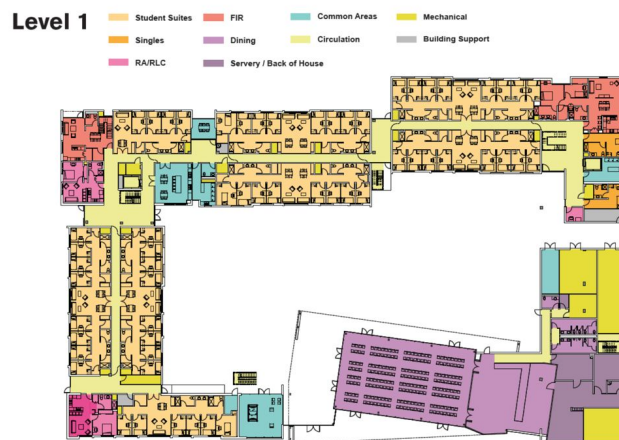 Level 1
Student Suites
FIR
Common Areas
Mechanical
Singles
Dining
Circulation
Building Support
RA/RLC
Servery / Back of House